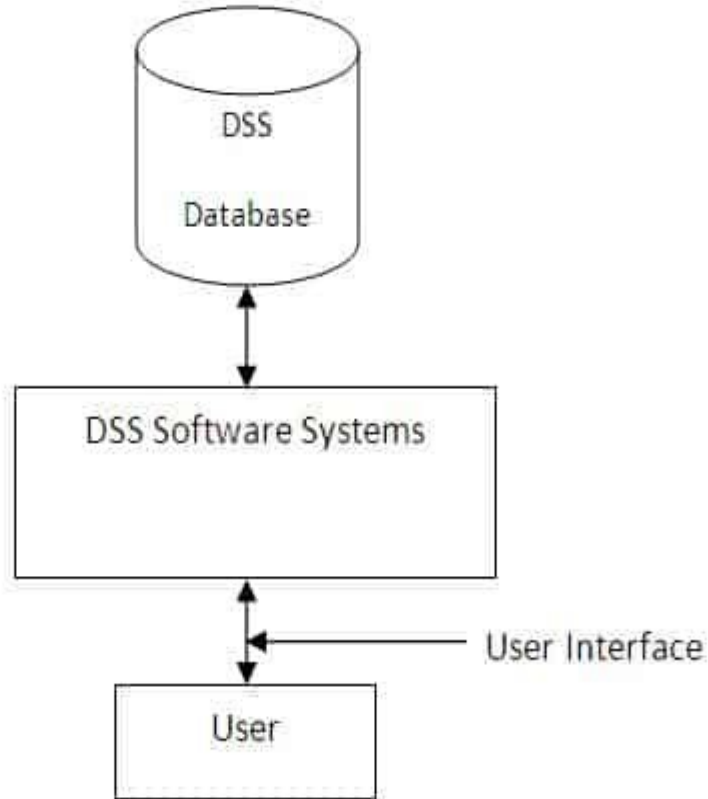 DSS
Database
DSS Software Systems
User Interface
User